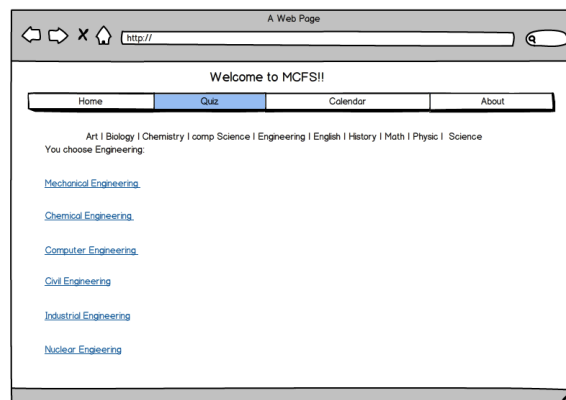 A Web Page
http://
Welcome to MCFS!!
Home Quiz Calendar About
Art | Biology | Chemistry | comp Science | Engineering | English | History | Math | Physic | Science
You choose Engineering:
Mechanical Engineering
Chemical Engineering
Computer Engineering
Civil Engineering
Industrial Engineering
Nuclear Engieering